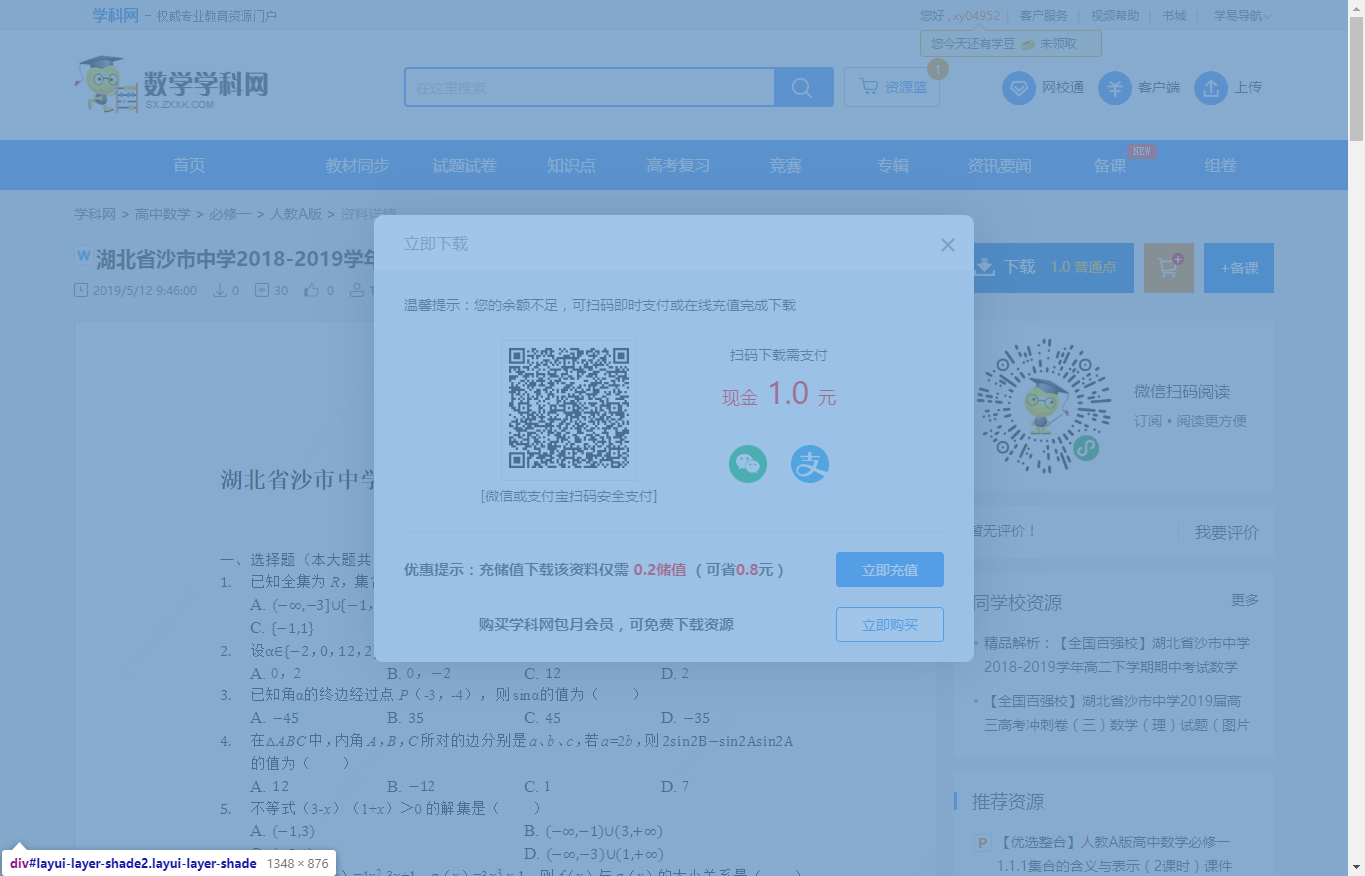 学科网 - 权威专业教育资源门户
您好 , xy04952 | 客户服务 | 视频帮助 | 书城 | 学易导航
您今天还有学豆 未领取
数学学科网
SX.ZXXK.COM
在这里搜索
资源篮
1
网校通
客户端
上传
首页 教材同步 试题试卷 知识点 高考复习 竞赛 专辑 资讯要闻 备课 NEW 组卷
学科网 > 高中数学 > 必修一 > 人教A版 > 资料详情
W 湖北省沙市中学2018-2019学年
2019/5/12 9:46:00 0 30 0 1
下载 1.0 普通点
+备课
立即下载
温馨提示：您的余额不足，可扫码即时支付或在线充值完成下载
扫码下载需支付
现金 1.0 元
[微信或支付宝扫码安全支付]
优惠提示：充储值下载该资料仅需 0.2储值 （可省0.8元）
立即充值
购买学科网包月会员，可免费下载资源
立即购买
微信扫码阅读
订阅 • 阅读更方便
暂无评价！
我要评价
同学校资源
更多
• 精品解析：【全国百强校】湖北省沙市中学
2018-2019学年高二下学期期中考试数学
• 【全国百强校】湖北省沙市中学2019届高
三高考冲刺卷（三）数学（理）试题（图片
推荐资源
P 【优选整合】人教A版高中数学必修一
1.1.1集合的含义与表示（2课时）课件
湖北省沙市中学
一、选择题（本大题共
1. 已知全集为 R，集合
A. (−∞,−3]∪{−1,
C. {−1,1}
2. 设α∈{−2，0，12，2}
A. 0，2 B. 0，−2 C. 12 D. 2
3. 已知角α的终边经过点 P（-3，-4），则 sinα的值为（ ）
A. −45 B. 35 C. 45 D. −35
4. 在△ABC 中，内角 A，B，C 所对的边分别是 a、b、c，若 a=2b，则 2sin2B−sin2Asin2A
的值为（ ）
A. 12 B. −12 C. 1 D. 7
5. 不等式（3-x）（1+x）＞0 的解集是（ ）
A. (−1,3) B. (−∞,−1)∪(3,+∞)
D. (−∞,−3)∪(1,+∞)
div#layui-layer-shade2.layui-layer-shade 1348 × 876